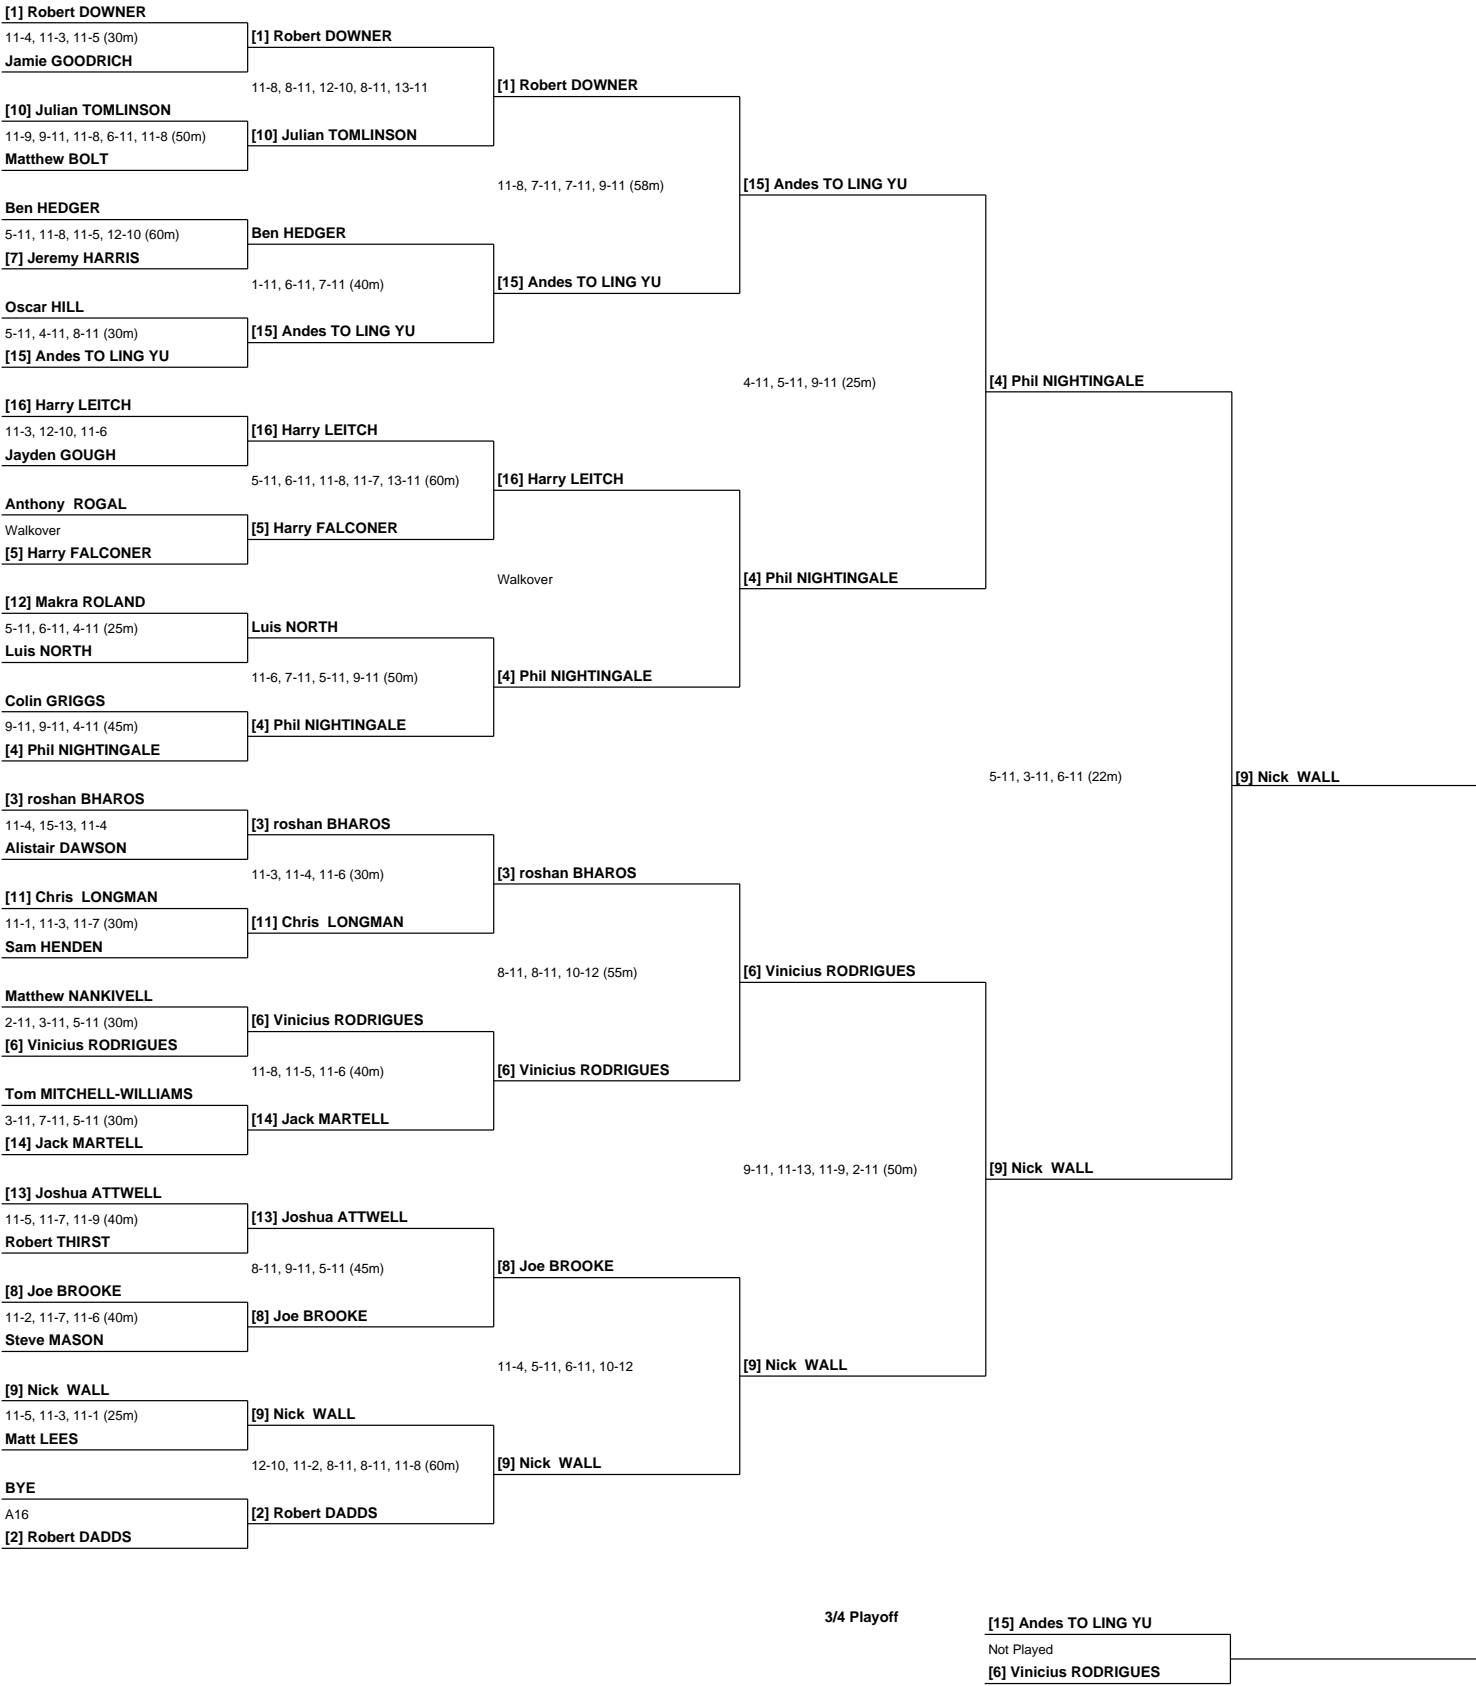 [1] Robert DOWNER
11-4, 11-3, 11-5 (30m)
Jamie GOODRICH
[10] Julian TOMLINSON
11-9, 9-11, 11-8, 6-11, 11-8 (50m)
Matthew BOLT
Ben HEDGER
5-11, 11-8, 11-5, 12-10 (60m)
[7] Jeremy HARRIS
Oscar HILL
5-11, 4-11, 8-11 (30m)
[15] Andes TO LING YU
[16] Harry LEITCH
11-3, 12-10, 11-6
Jayden GOUGH
Anthony ROGAL
Walkover
[5] Harry FALCONER
[12] Makra ROLAND
5-11, 6-11, 4-11 (25m)
Luis NORTH
Colin GRIGGS
9-11, 9-11, 4-11 (45m)
[4] Phil NIGHTINGALE
[3] roshan BHAROS
11-4, 15-13, 11-4
Alistair DAWSON
[11] Chris LONGMAN
11-1, 11-3, 11-7 (30m)
Sam HENDEN
Matthew NANKIVELL
2-11, 3-11, 5-11 (30m)
[6] Vinicius RODRIGUES
Tom MITCHELL-WILLIAMS
3-11, 7-11, 5-11 (30m)
[14] Jack MARTELL
[13] Joshua ATTWELL
11-5, 11-7, 11-9 (40m)
Robert THIRST
[8] Joe BROOKE
11-2, 11-7, 11-6 (40m)
Steve MASON
[9] Nick WALL
11-5, 11-3, 11-1 (25m)
Matt LEES
BYE
A16
[2] Robert DADDS
[1] Robert DOWNER
11-8, 8-11, 12-10, 8-11, 13-11
[10] Julian TOMLINSON
Ben HEDGER
1-11, 6-11, 7-11 (40m)
[15] Andes TO LING YU
[16] Harry LEITCH
5-11, 6-11, 11-8, 11-7, 13-11 (60m)
[5] Harry FALCONER
Luis NORTH
11-6, 7-11, 5-11, 9-11 (50m)
[4] Phil NIGHTINGALE
[3] roshan BHAROS
11-3, 11-4, 11-6 (30m)
[11] Chris LONGMAN
[6] Vinicius RODRIGUES
11-8, 11-5, 11-6 (40m)
[14] Jack MARTELL
[13] Joshua ATTWELL
8-11, 9-11, 5-11 (45m)
[8] Joe BROOKE
[9] Nick WALL
12-10, 11-2, 8-11, 8-11, 11-8 (60m)
[2] Robert DADDS
[1] Robert DOWNER
11-8, 7-11, 7-11, 9-11 (58m)
[15] Andes TO LING YU
[16] Harry LEITCH
Walkover
[4] Phil NIGHTINGALE
[3] roshan BHAROS
8-11, 8-11, 10-12 (55m)
[6] Vinicius RODRIGUES
[8] Joe BROOKE
11-4, 5-11, 6-11, 10-12
[9] Nick WALL
[15] Andes TO LING YU
4-11, 5-11, 9-11 (25m)
[4] Phil NIGHTINGALE
[6] Vinicius RODRIGUES
9-11, 11-13, 11-9, 2-11 (50m)
[9] Nick WALL
[4] Phil NIGHTINGALE
5-11, 3-11, 6-11 (22m)
[9] Nick WALL
[9] Nick WALL
3/4 Playoff
[15] Andes TO LING YU
Not Played
[6] Vinicius RODRIGUES